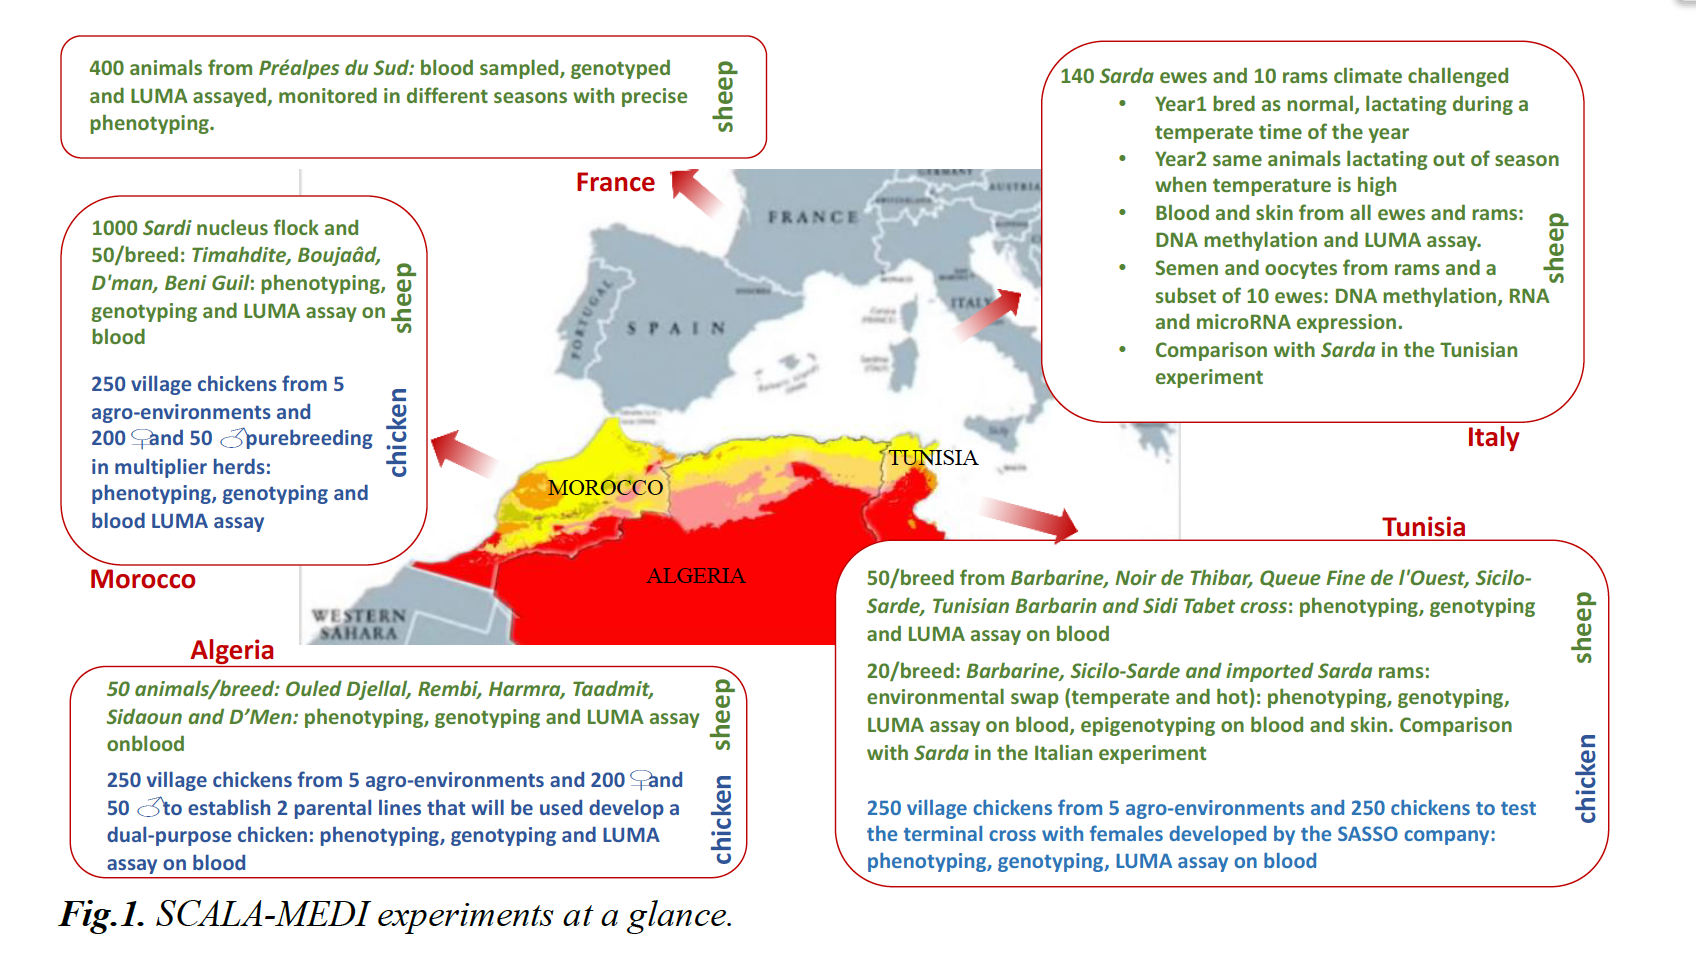 400 animals from Préalpes du Sud: blood sampled, genotyped
and LUMA assayed, monitored in different seasons with precise
phenotyping.
sheep
France
140 Sarda ewes and 10 rams climate challenged
• Year1 bred as normal, lactating during a
temperate time of the year
• Year2 same animals lactating out of season
when temperature is high
• Blood and skin from all ewes and rams:
DNA methylation and LUMA assay.
• Semen and oocytes from rams and a
subset of 10 ewes: DNA methylation, RNA
and microRNA expression.
• Comparison with Sarda in the Tunisian
experiment
sheep
Italy
1000 Sardi nucleus flock and
50/breed: Timahdite, Boujaâd,
D'man, Beni Guil: phenotyping,
genotyping and LUMA assay on
blood
sheep
250 village chickens from 5
agro-environments and
200 ♀and 50 ♂purebreeding
in multiplier herds:
phenotyping, genotyping and
blood LUMA assay
chicken
Morocco
FRANCE
AUSTRIA
PORTUGAL
SPAIN
ITALY
MOROCCO
TUNISIA
ALGERIA
WESTERN
SAHARA
Tunisia
50/breed from Barbarine, Noir de Thibar, Queue Fine de l'Ouest, Sicilo-
Sarde, Tunisian Barbarin and Sidi Tabet cross: phenotyping, genotyping
and LUMA assay on blood
sheep
20/breed: Barbarine, Sicilo-Sarde and imported Sarda rams:
environmental swap (temperate and hot): phenotyping, genotyping,
LUMA assay on blood, epigenotyping on blood and skin. Comparison
with Sarda in the Italian experiment
250 village chickens from 5 agro-environments and 250 chickens to test
the terminal cross with females developed by the SASSO company:
phenotyping, genotyping, LUMA assay on blood
chicken
Algeria
50 animals/breed: Ouled Djellal, Rembi, Harmra, Taadmit,
Sidaoun and D’Men: phenotyping, genotyping and LUMA assay
onblood
sheep
250 village chickens from 5 agro-environments and 200 ♀and
50 ♂to establish 2 parental lines that will be used develop a
dual-purpose chicken: phenotyping, genotyping and LUMA
assay on blood
chicken
Fig.1. SCALA-MEDI experiments at a glance.